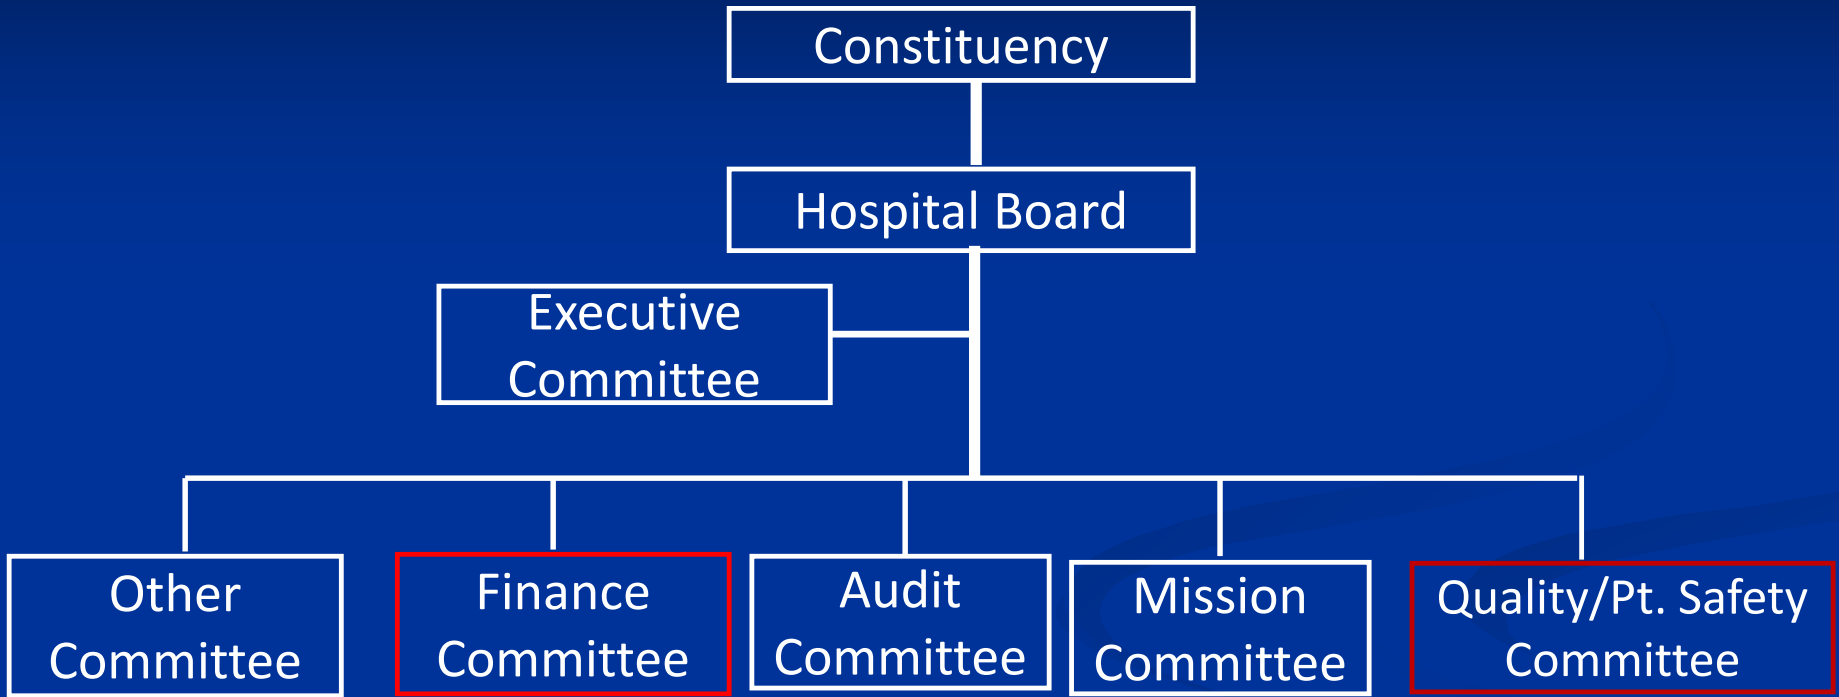 Constituency
Hospital Board
Executive
Committee
Other
Committee
Finance
Committee
Audit
Committee
Mission
Committee
Quality/Pt. Safety
Committee